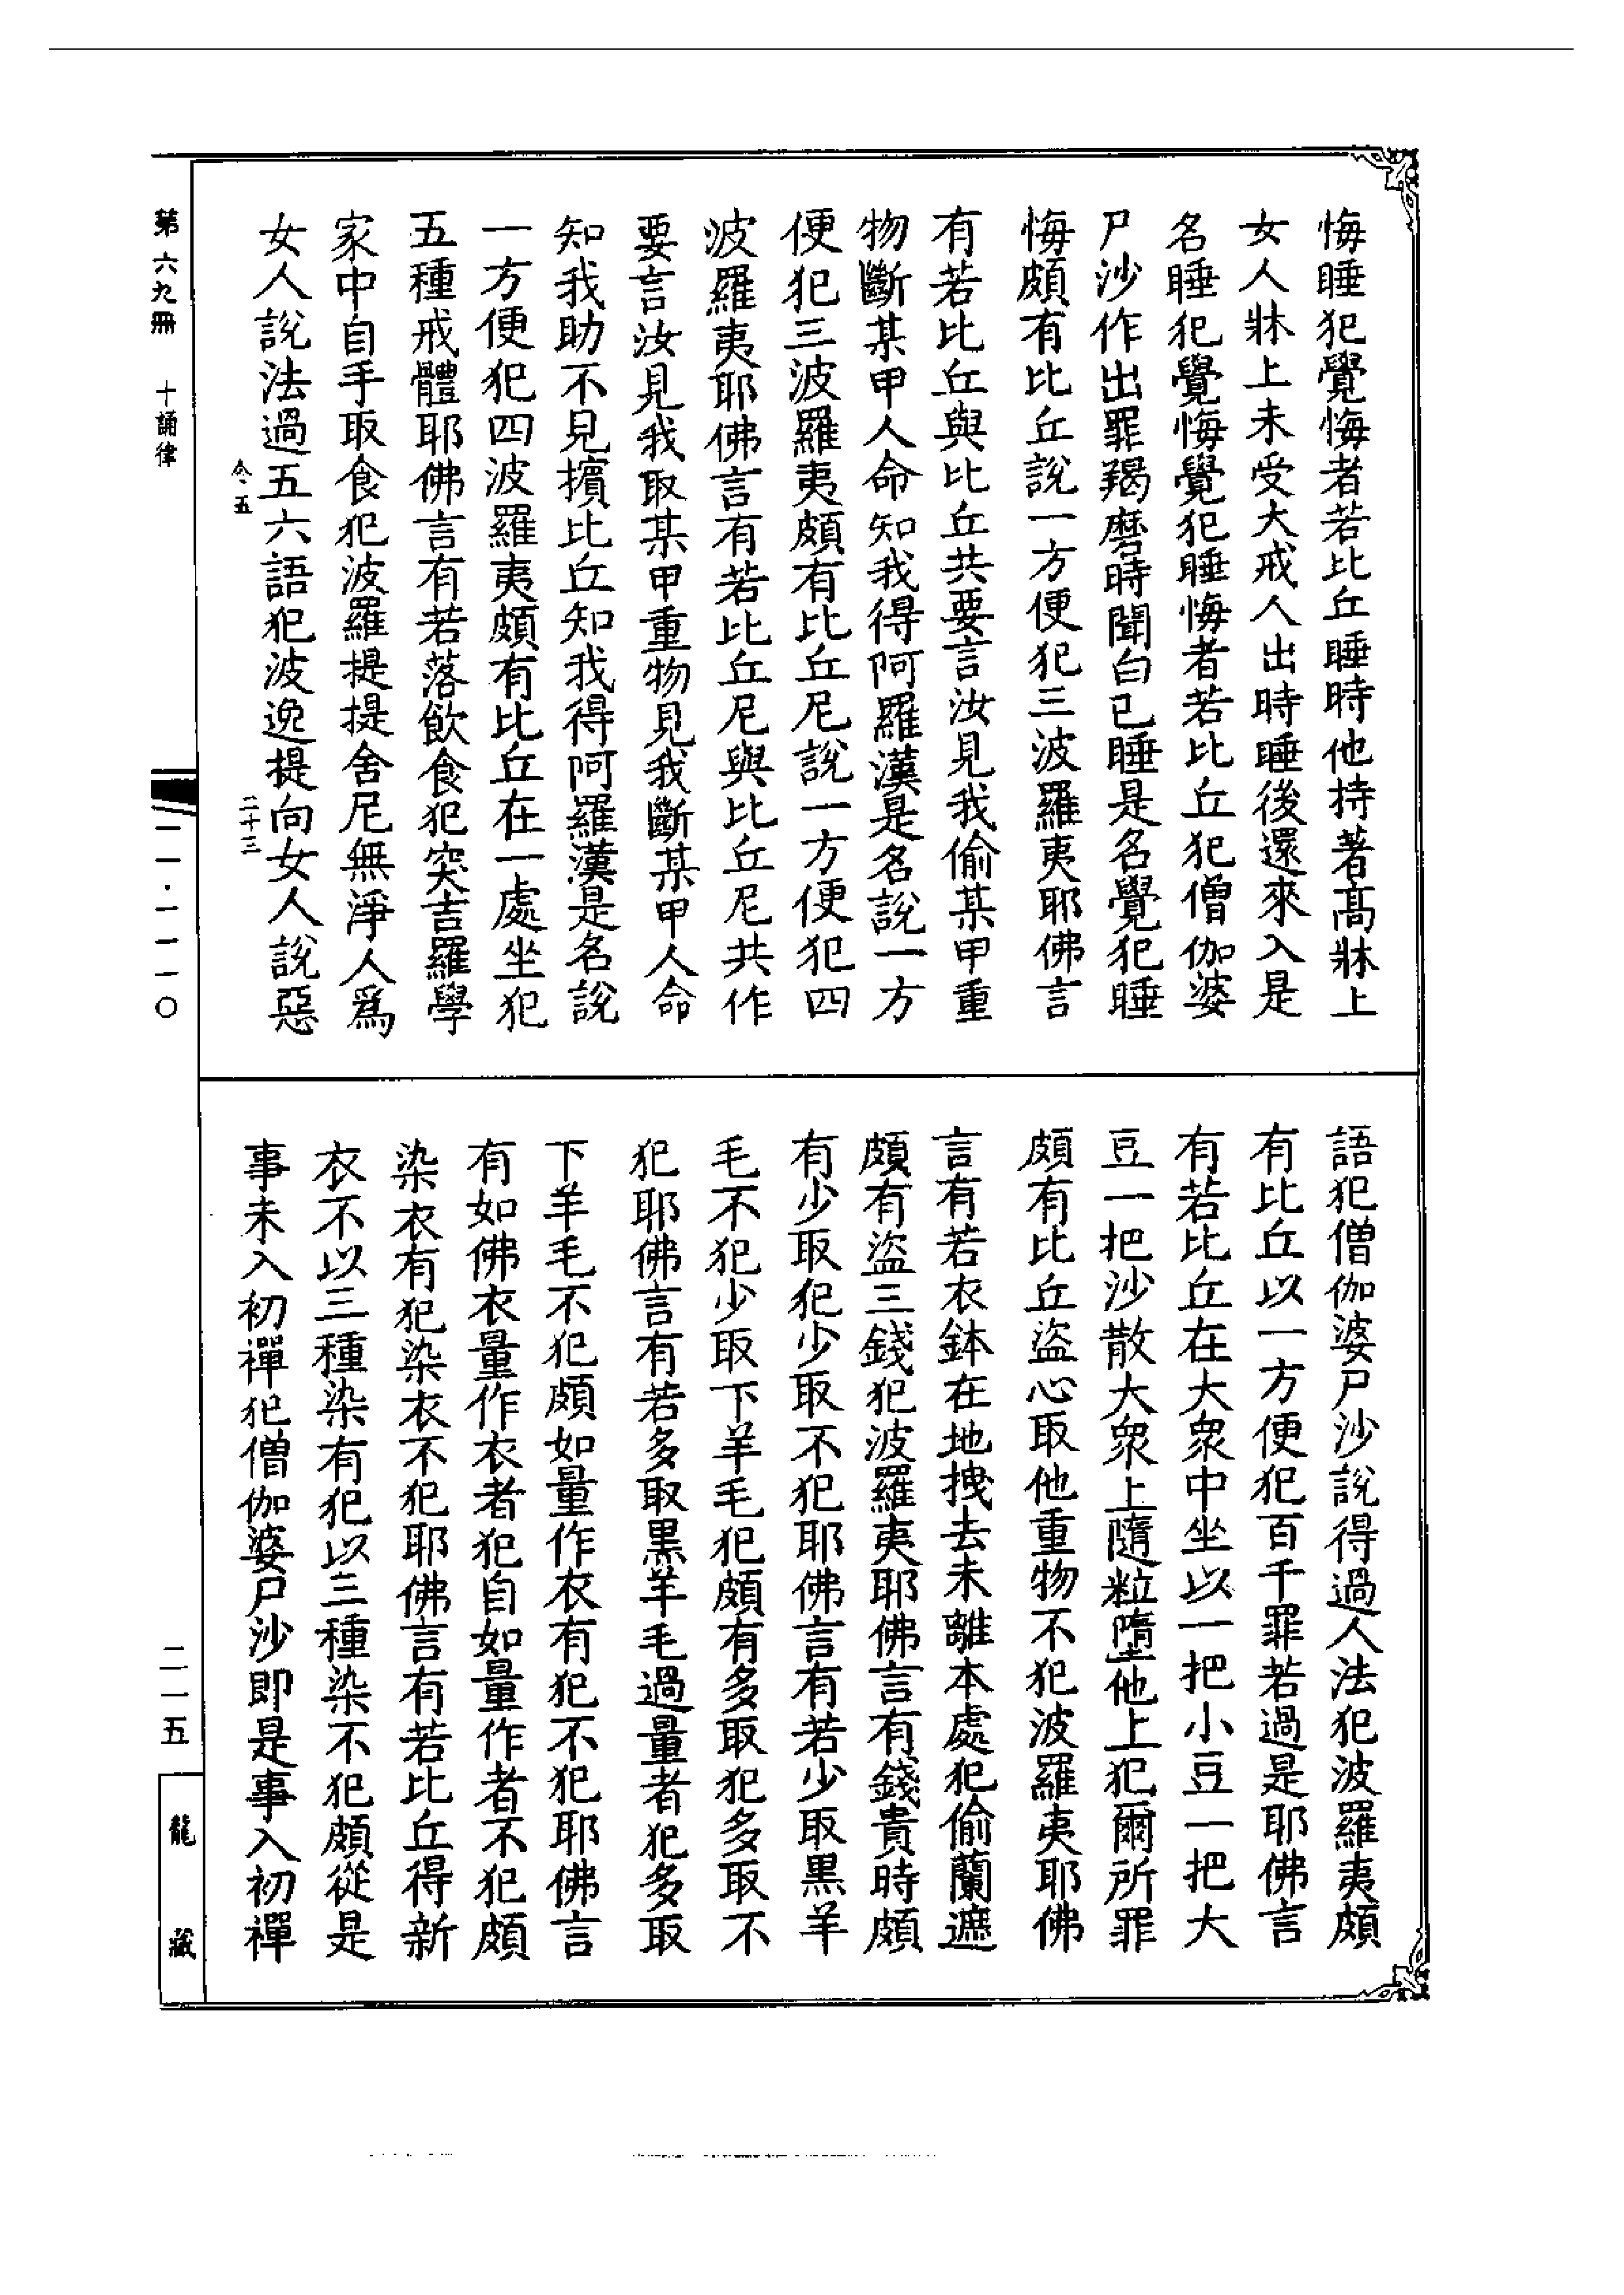 悔睡犯覺悔者若比丘睡時他持著高牀上
女人牀上未受大戒人出時睡後還來入是
名睡犯覺悔覺犯睡悔者若比丘犯僧伽婆
尸沙作出罪羯磨時聞白已睡是名覺犯睡
悔頗有比丘說一方便犯三波羅夷耶佛言
有若比丘與比丘共要言汝見我偷某甲重
物斷某甲人命知我得阿羅漢是名說一方
便犯三波羅夷頗有比丘尼說一方便犯四
波羅夷耶佛言有若比丘尼與比丘尼共作
要言汝見我取某甲重物見我斷某甲人命
知我助不見擯比丘知我得阿羅漢是名說
一方便犯四波羅夷頗有比丘在一處坐犯
五種戒體耶佛言有若落飲食犯突吉羅學
家中自手取食犯波羅提提舍尼無淨人爲
女人說法過五六語犯波逸提向女人說惡
語犯僧伽婆尸沙說得過人法犯波羅夷頗
有比丘以一方便犯百千罪若過是耶佛言
有若比丘在大衆中坐以一把小豆一把大
豆一把沙散大衆上隨粒墮他上犯爾所罪
頗有比丘盜心取他重物不犯波羅夷耶佛
言有若衣鉢在地拽去未離本處犯偷蘭遮
頗有盜三錢犯波羅夷耶佛言有錢貴時頗
有少取犯少取不犯耶佛言有若少取黑羊
毛不犯少取下羊毛犯頗有多取犯多取不
犯耶佛言有若多取黑羊毛過量者犯多取
下羊毛不犯頗如量作衣有犯不犯耶佛言
有如佛衣量作衣者犯自如量作者不犯頗
染衣有犯染衣不犯耶佛言有若比丘得新
衣不以三種染有犯以三種染不犯頗從是
事未入初禪犯僧伽婆尸沙即是事入初禪
第六九冊 十誦律
仒五
二十三
一一一·一一一〇
二一五
龍藏